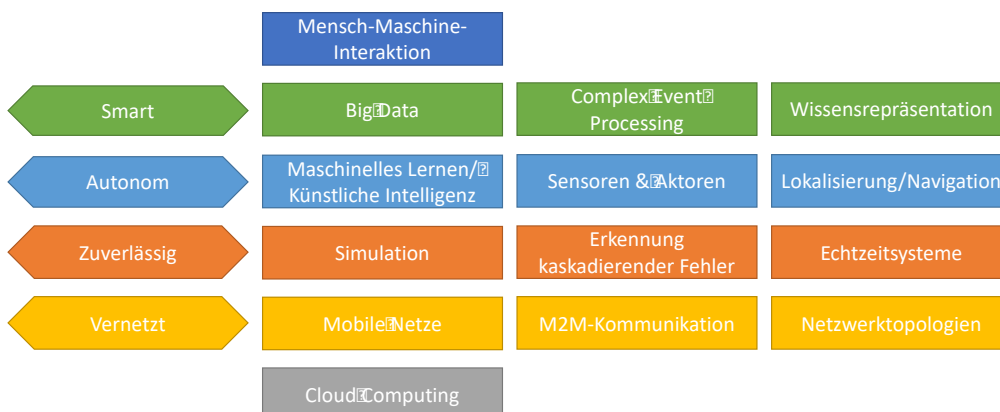 Mensch-Maschine-
Interaktion
Smart
Big Data
Complex Event
Processing
Wissensrepräsentation
Autonom
Maschinelles Lernen/
Künstliche Intelligenz
Sensoren & Aktoren
Lokalisierung/Navigation
Zuverlässig
Simulation
Erkennung
kaskadierender Fehler
Echtzeitsysteme
Vernetzt
Mobile Netze
M2M-Kommunikation
Netzwerktopologien
Cloud Computing